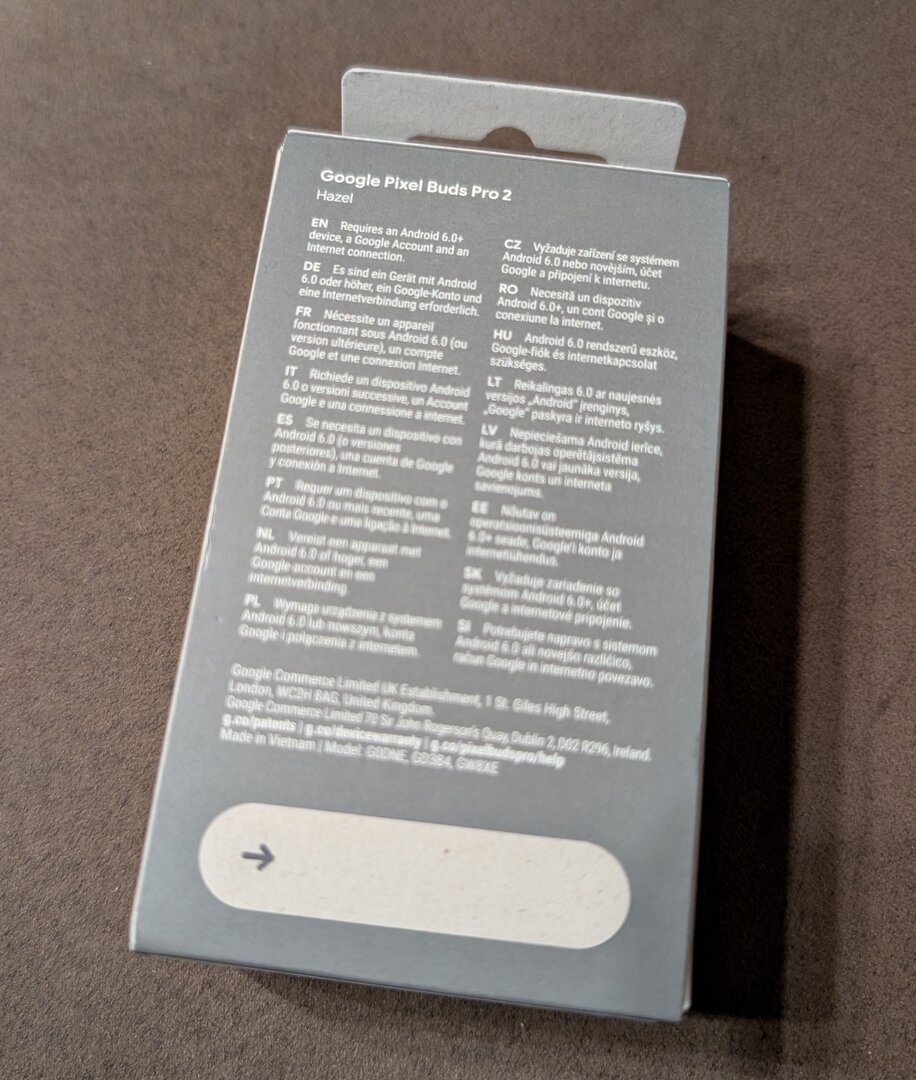 Google Pixel Buds Pro 2
Hazel
EN Requires an Android 6.0+
device, a Google Account and an
Internet connection.
DE Es sind ein Gerät mit Android
6.0 oder höher, ein Google-Konto und
eine Internetverbindung erforderlich.
FR Nécessite un appareil
fonctionnant sous Android 6.0 (ou
version ultérieure), un compte
Google et une connexion Internet.
IT Richiede un dispositivo Android
6.0 o versioni successive, un Account
Google e una connessione a Internet.
ES Se necesita un dispositivo con
Android 6.0 (o versiones
posteriores), una cuenta de Google
y conexión a Internet.
PT Requer um dispositivo com o
Android 6.0 ou mais recente, uma
Conta Google e uma ligação à Internet.
NL Vereist een apparaat met
Android 6.0 of hoger, een
Google-account en een
internetverbinding.
PL Wymaga urządzenia z systemem
Android 6.0 lub nowszym, konta
Google i połączenia z internetem.
CZ Vyžaduje zařízení se systémem
Android 6.0 nebo novějším, účet
Google a připojení k internetu.
RO Necesită un dispozitiv
Android 6.0+, un cont Google și o
conexiune la internet.
HU Android 6.0 rendszerű eszköz,
Google-fiók és internetkapcsolat
szükséges.
LT Reikalingas 6.0 ar naujesnės
versijos „Android“ įrenginys,
„Google“ paskyra ir interneto ryšys.
LV Nepieciešama Android ierīce,
kurā darbojas operētājsistēma
Android 6.0 vai jaunāka versija,
Google konts un interneta
savienojums.
EE Nõutav on
operatsioonisüsteemiga Android
6.0+ seade, Google'i konto ja
internetiühendus.
SK Vyžaduje zariadenie so
systémom Android 6.0+, účet
Google a internetové pripojenie.
SI Potrebujete napravo s sistemom
Android 6.0 ali novejšo različico,
račun Google in internetno povezavo.
Google Commerce Limited UK Establishment, 1 St. Giles High Street,
London, WC2H 8AG, United Kingdom.
Google Commerce Limited 70 Sir John Rogerson's Quay, Dublin 2, D02 R296, Ireland.
g.co/patents | g.co/devicewarranty | g.co/pixelbudspro/help
Made in Vietnam | Model: